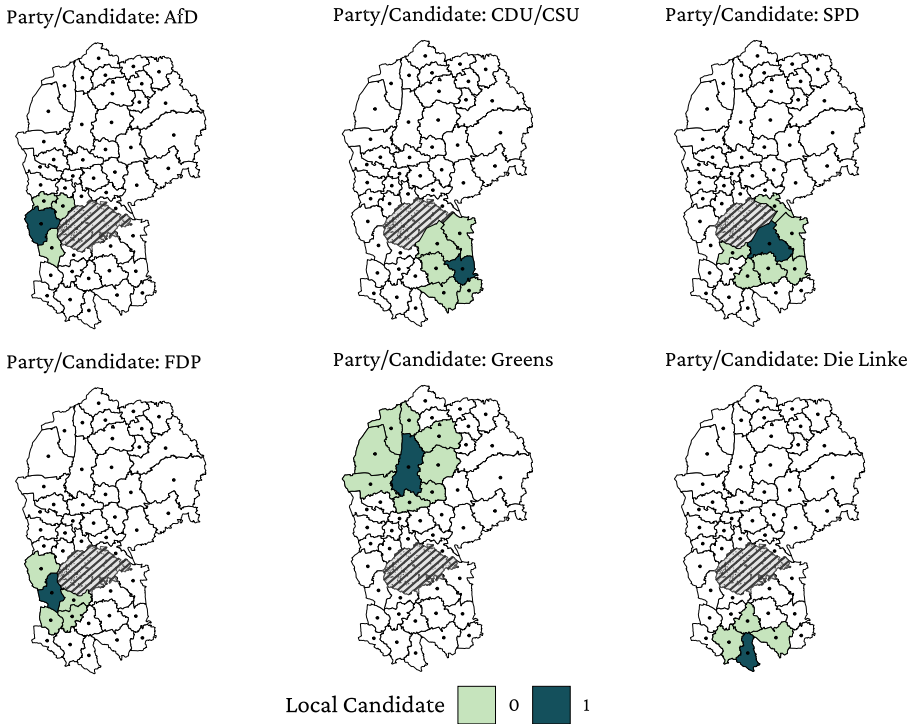 Party/Candidate: AfD
Party/Candidate: CDU/CSU
Party/Candidate: SPD
Party/Candidate: FDP
Party/Candidate: Greens
Party/Candidate: Die Linke
Local Candidate 0 1